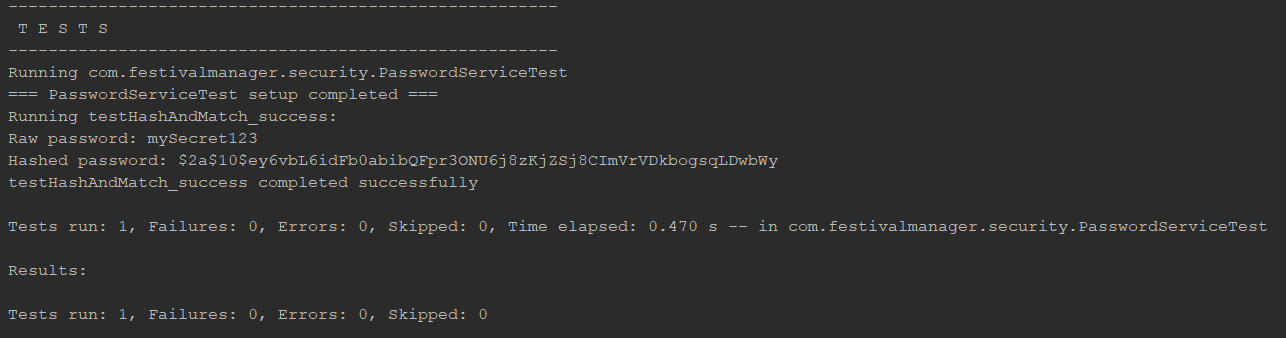 -------------------------------------------------------
T E S T S
-------------------------------------------------------
Running com.festivalmanager.security.PasswordServiceTest
=== PasswordServiceTest setup completed ===
Running testHashAndMatch_success:
Raw password: mySecret123
Hashed password: $2a$10$ey6vbL6idFb0abibQFpr3ONU6j8zKjZSj8CImVrVDkbogsqLDwbWy
testHashAndMatch_success completed successfully
Tests run: 1, Failures: 0, Errors: 0, Skipped: 0, Time elapsed: 0.470 s -- in com.festivalmanager.security.PasswordServiceTest
Results:
Tests run: 1, Failures: 0, Errors: 0, Skipped: 0